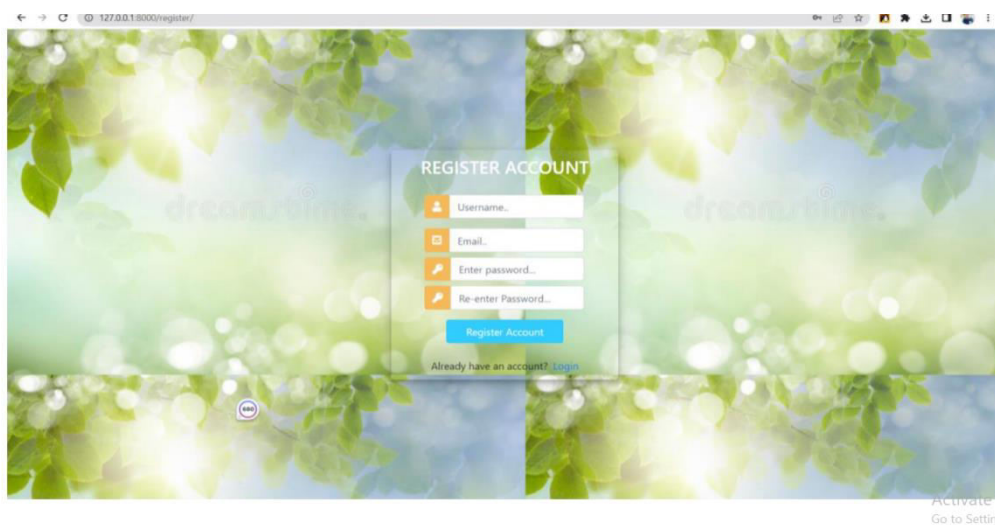 127.0.0.1:8000/register/
REGISTER ACCOUNT
dreamstime.
dreamstime.
Username..
Email..
Enter password...
Re-enter Password...
Register Account
Already have an account? Login
Activate
Go to Settin